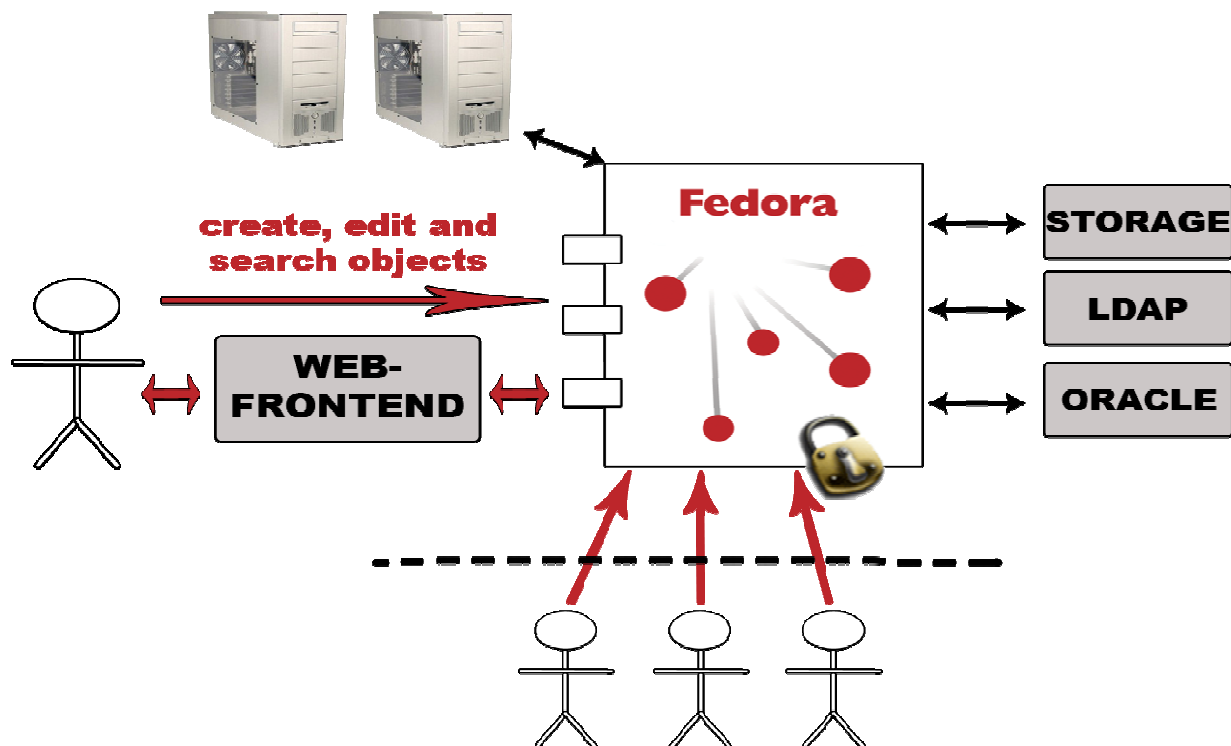 Fedora
create, edit and
search objects
STORAGE
LDAP
WEB-
FRONTEND
ORACLE